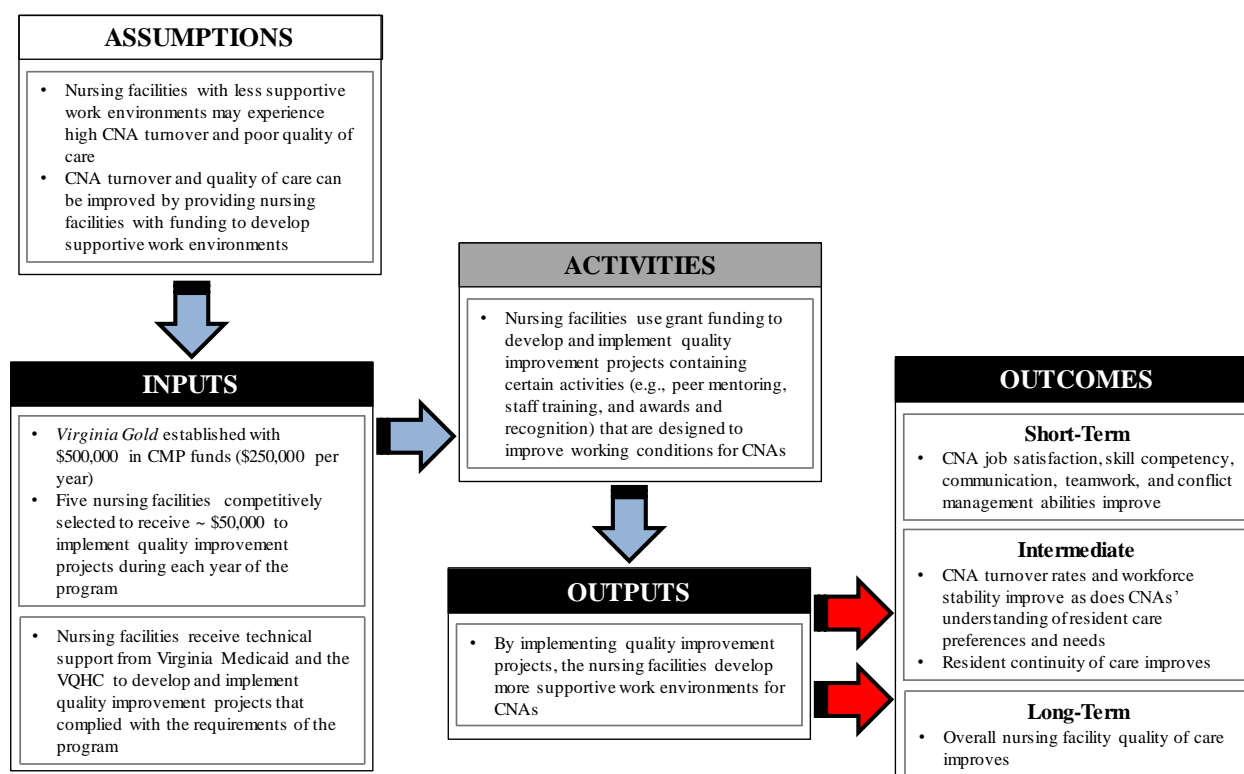 ASSUMPTIONS
• Nursing facilities with less supportive
work environments may experience
high CNA turnover and poor quality of
care
• CNA turnover and quality of care can
be improved by providing nursing
facilities with funding to develop
supportive work environments
INPUTS
• Virginia Gold established with
$500,000 in CMP funds ($250,000 per
year)
• Five nursing facilities competitively
selected to receive ~ $50,000 to
implement quality improvement
projects during each year of the
program
• Nursing facilities receive technical
support from Virginia Medicaid and the
VQHC to develop and implement
quality improvement projects that
complied with the requirements of the
program
ACTIVITIES
• Nursing facilities use grant funding to
develop and implement quality
improvement projects containing
certain activities (e.g., peer mentoring,
staff training, and awards and
recognition) that are designed to
improve working conditions for CNAs
OUTPUTS
• By implementing quality improvement
projects, the nursing facilities develop
more supportive work environments for
CNAs
OUTCOMES
Short-Term
• CNA job satisfaction, skill competency,
communication, teamwork, and conflict
management abilities improve
Intermediate
• CNA turnover rates and workforce
stability improve as does CNAs’
understanding of resident care
preferences and needs
• Resident continuity of care improves
Long-Term
• Overall nursing facility quality of care
improves